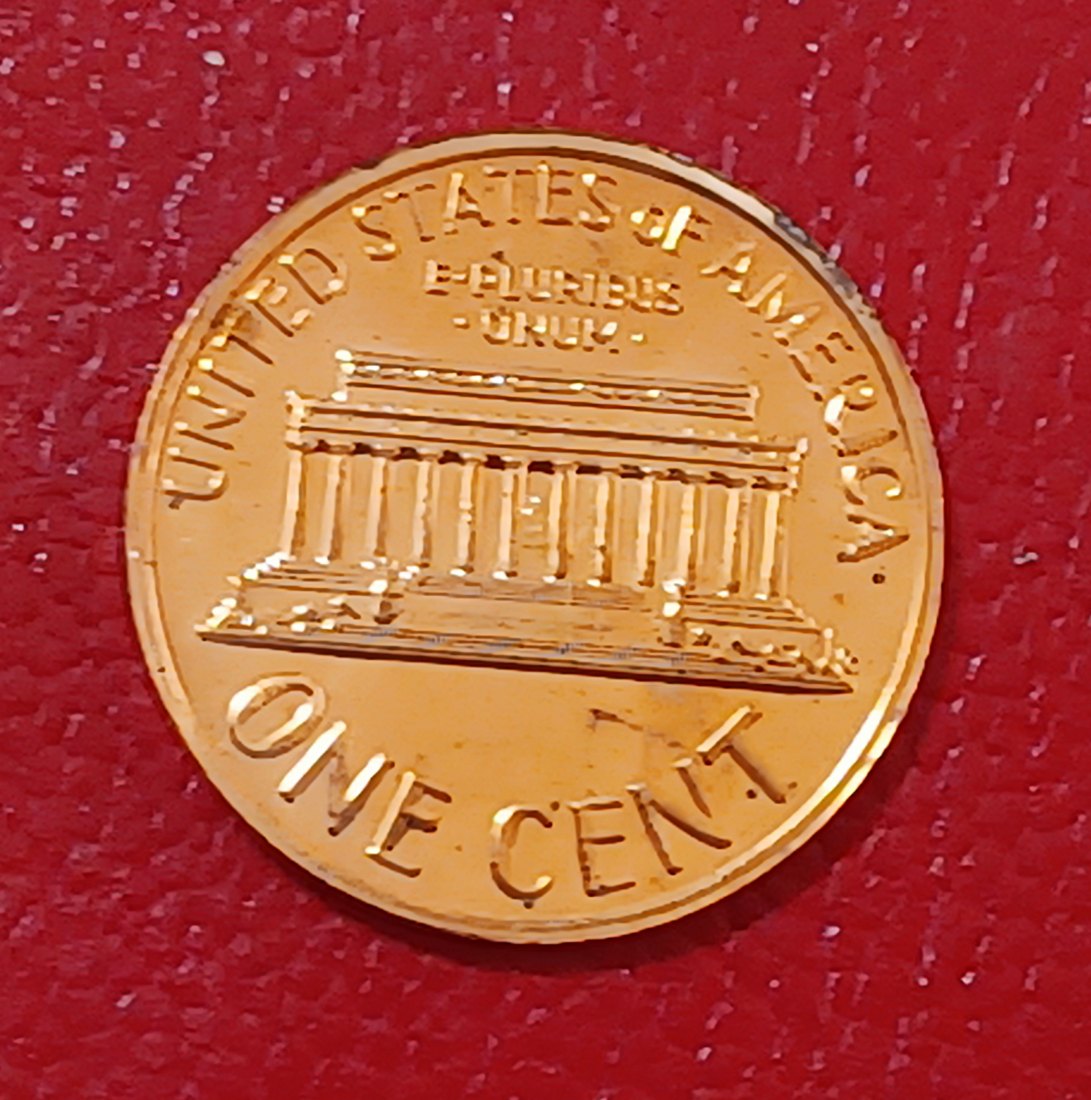 UNITED STATES OF AMERICA
E·PLURIBUS
·UNUM·
ONE CENT